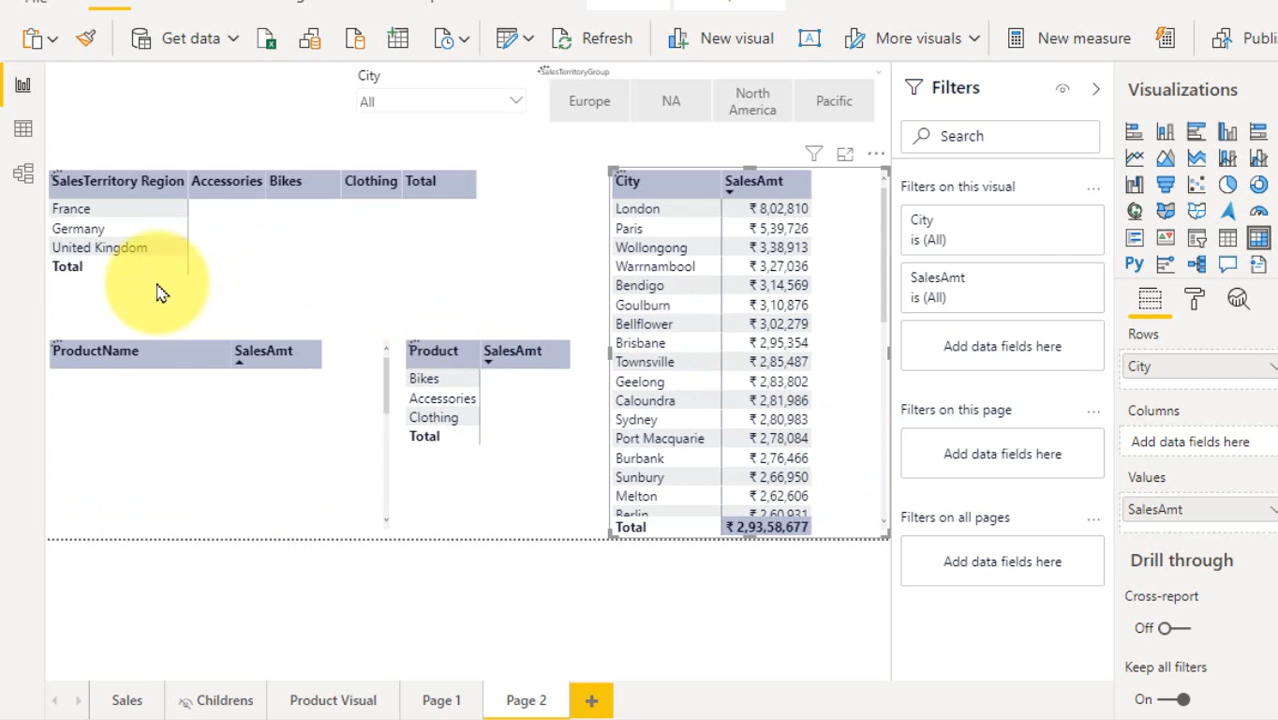 Get data
Refresh
New visual
More visuals
New measure
City
All
SalesTerritoryGroup
Europe
NA
North America
Pacific
SalesTerritory Region Accessories Bikes Clothing Total
France
Germany
United Kingdom
Total
ProductName SalesAmt
Product SalesAmt
Bikes
Accessories
Clothing
Total
City SalesAmt
London ₹ 8,02,810
Paris ₹ 5,39,726
Wollongong ₹ 3,38,913
Warrnambool ₹ 3,27,036
Bendigo ₹ 3,14,569
Goulburn ₹ 3,10,876
Bellflower ₹ 3,02,279
Brisbane ₹ 2,95,354
Townsville ₹ 2,85,487
Geelong ₹ 2,83,802
Caloundra ₹ 2,81,986
Sydney ₹ 2,80,983
Port Macquarie ₹ 2,78,084
Burbank ₹ 2,76,466
Sunbury ₹ 2,66,950
Melton ₹ 2,62,606
Berlin ₹ 2,60,931
Total ₹ 2,93,58,677
Filters
Search
Filters on this visual
City
is (All)
SalesAmt
is (All)
Add data fields here
Filters on this page
Add data fields here
Filters on all pages
Add data fields here
Visualizations
Py
Rows
City
Columns
Add data fields here
Values
SalesAmt
Drill through
Cross-report
Off
Keep all filters
On
Sales
Childrens
Product Visual
Page 1
Page 2